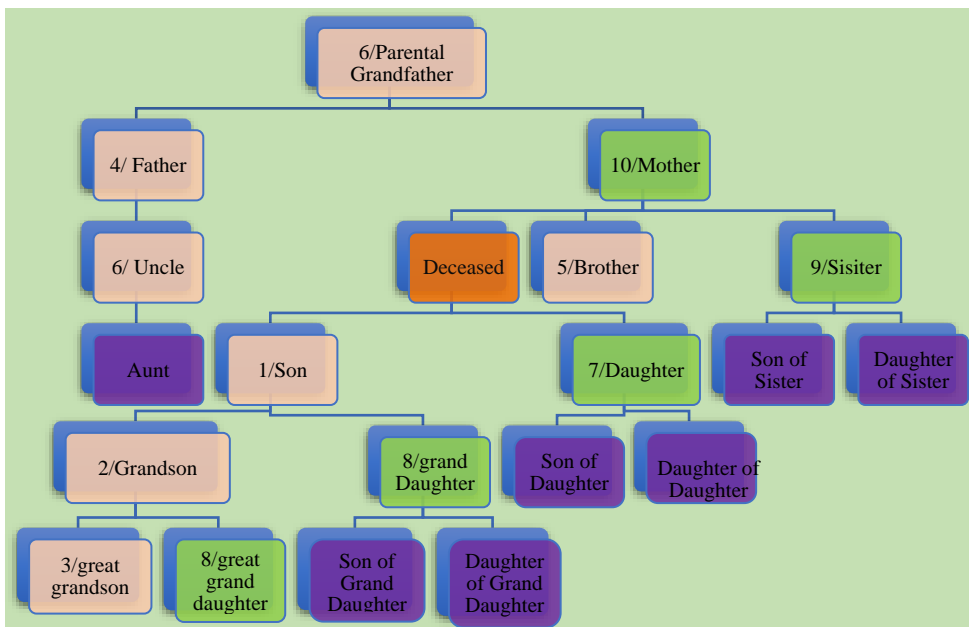 6/Parental
Grandfather
4/ Father
10/Mother
6/ Uncle
Deceased
5/Brother
9/Sisiter
Aunt
1/Son
7/Daughter
Son of
Sister
Daughter
of Sister
2/Grandson
8/grand
Daughter
Son of
Daughter
Daughter of
Daughter
3/great
grandson
8/great
grand
daughter
Son of
Grand
Daughter
Daughter
of Grand
Daughter